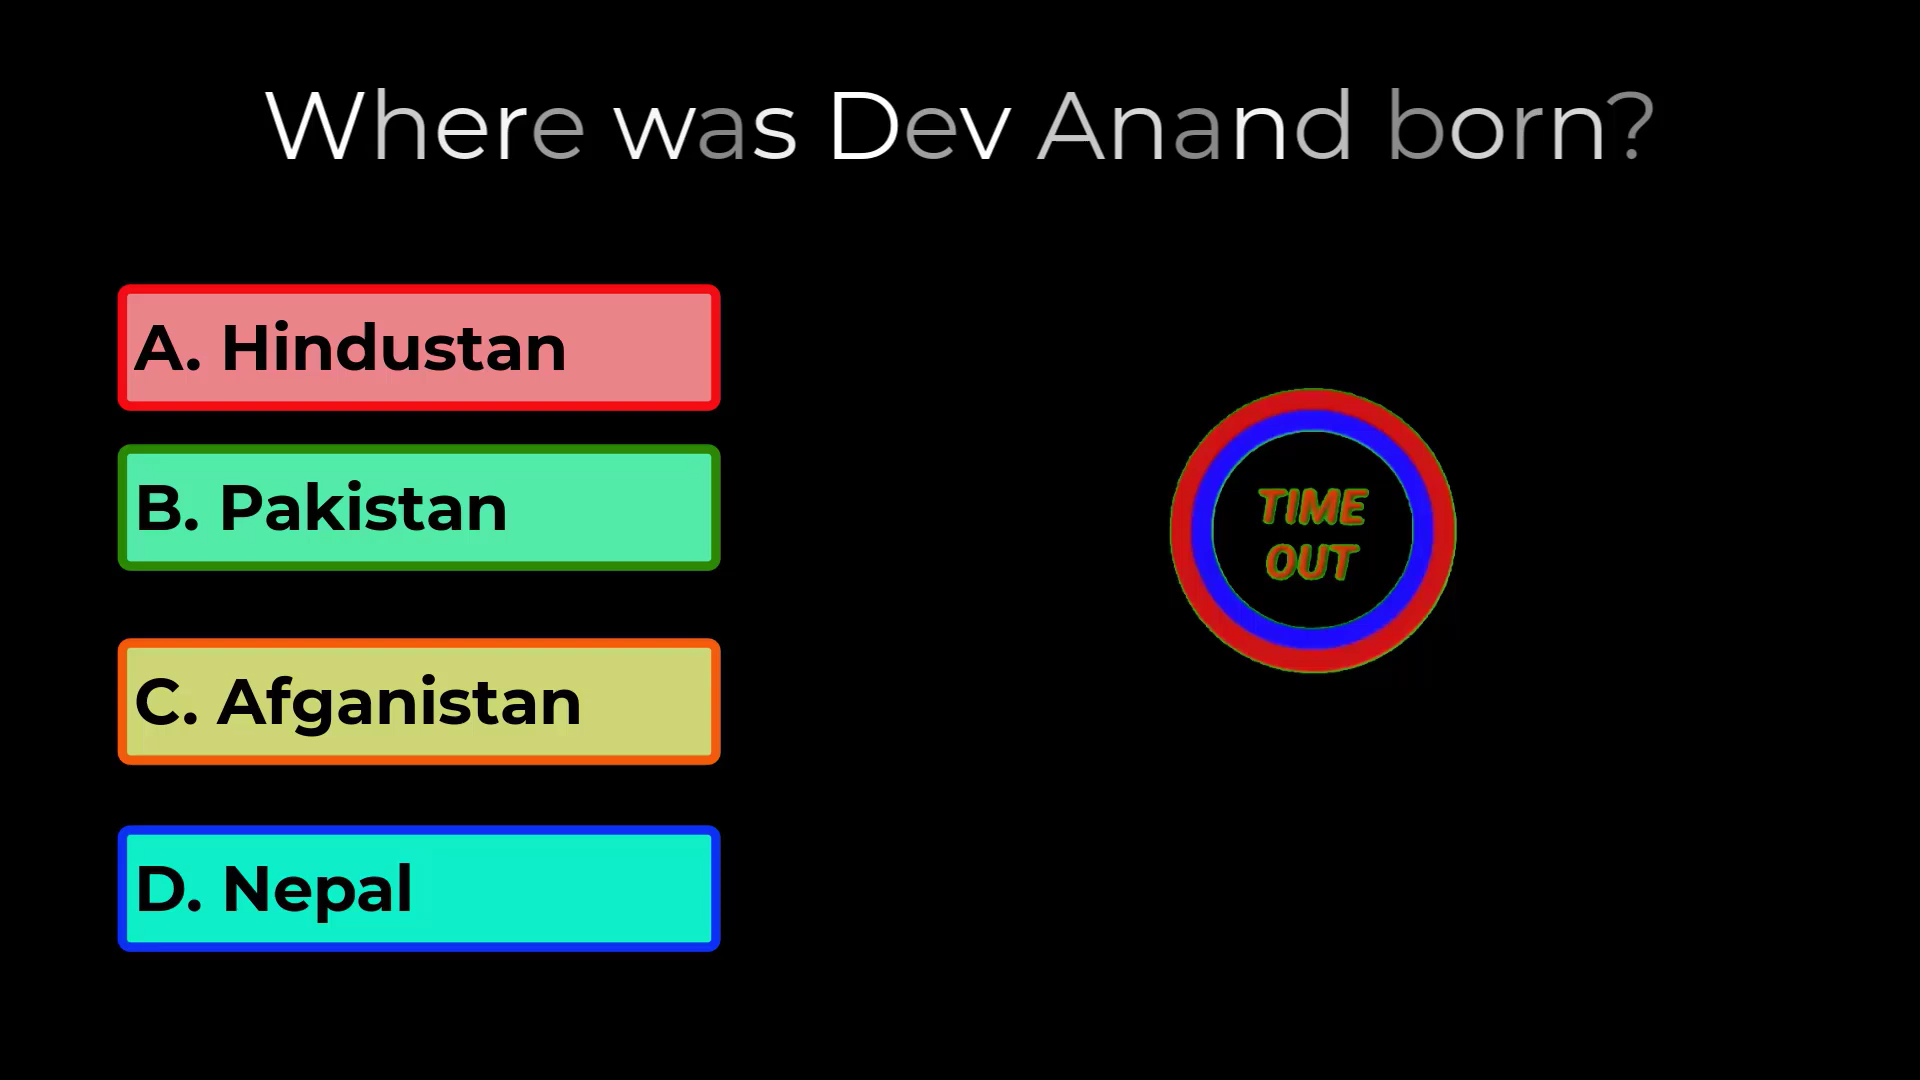 Where was Dev Anand born?
A. Hindustan
B. Pakistan
C. Afganistan
D. Nepal
TIME
OUT